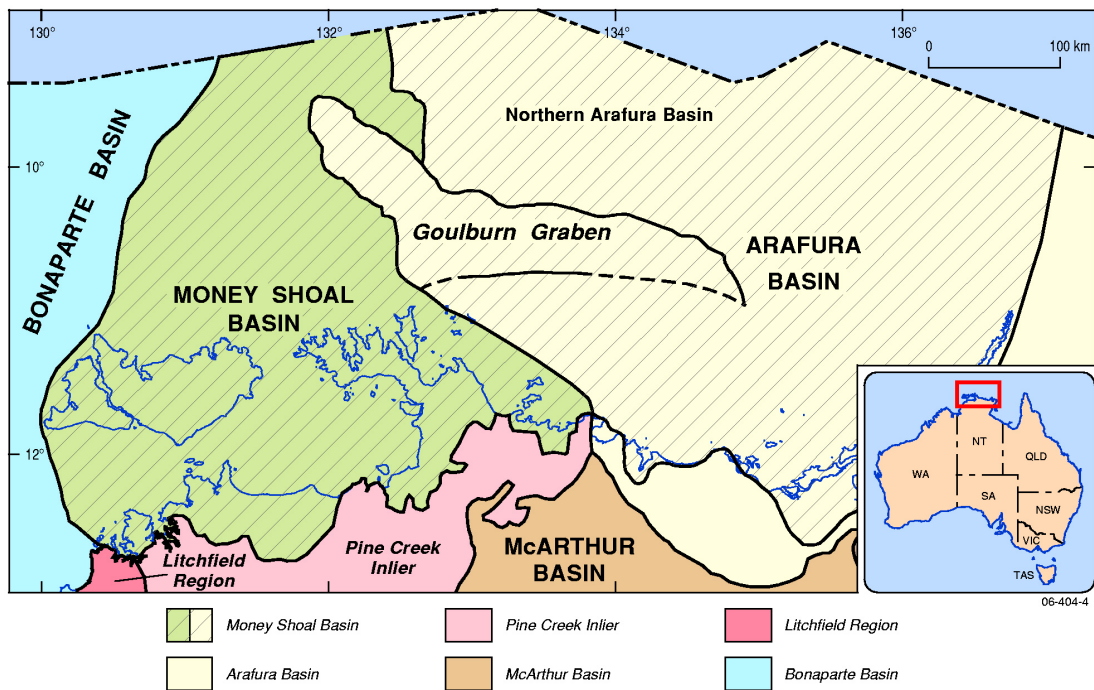 130°
132°
134°
136°
0
100 km
10°
12°
BONAPARTE BASIN
Northern Arafura Basin
Goulburn Graben
ARAFURA
BASIN
MONEY SHOAL
BASIN
Litchfield
Region
Pine Creek
Inlier
McARTHUR
BASIN
WA
NT
QLD
SA
NSW
VIC
TAS
06-404-4
Money Shoal Basin
Pine Creek Inlier
Litchfield Region
Arafura Basin
McArthur Basin
Bonaparte Basin